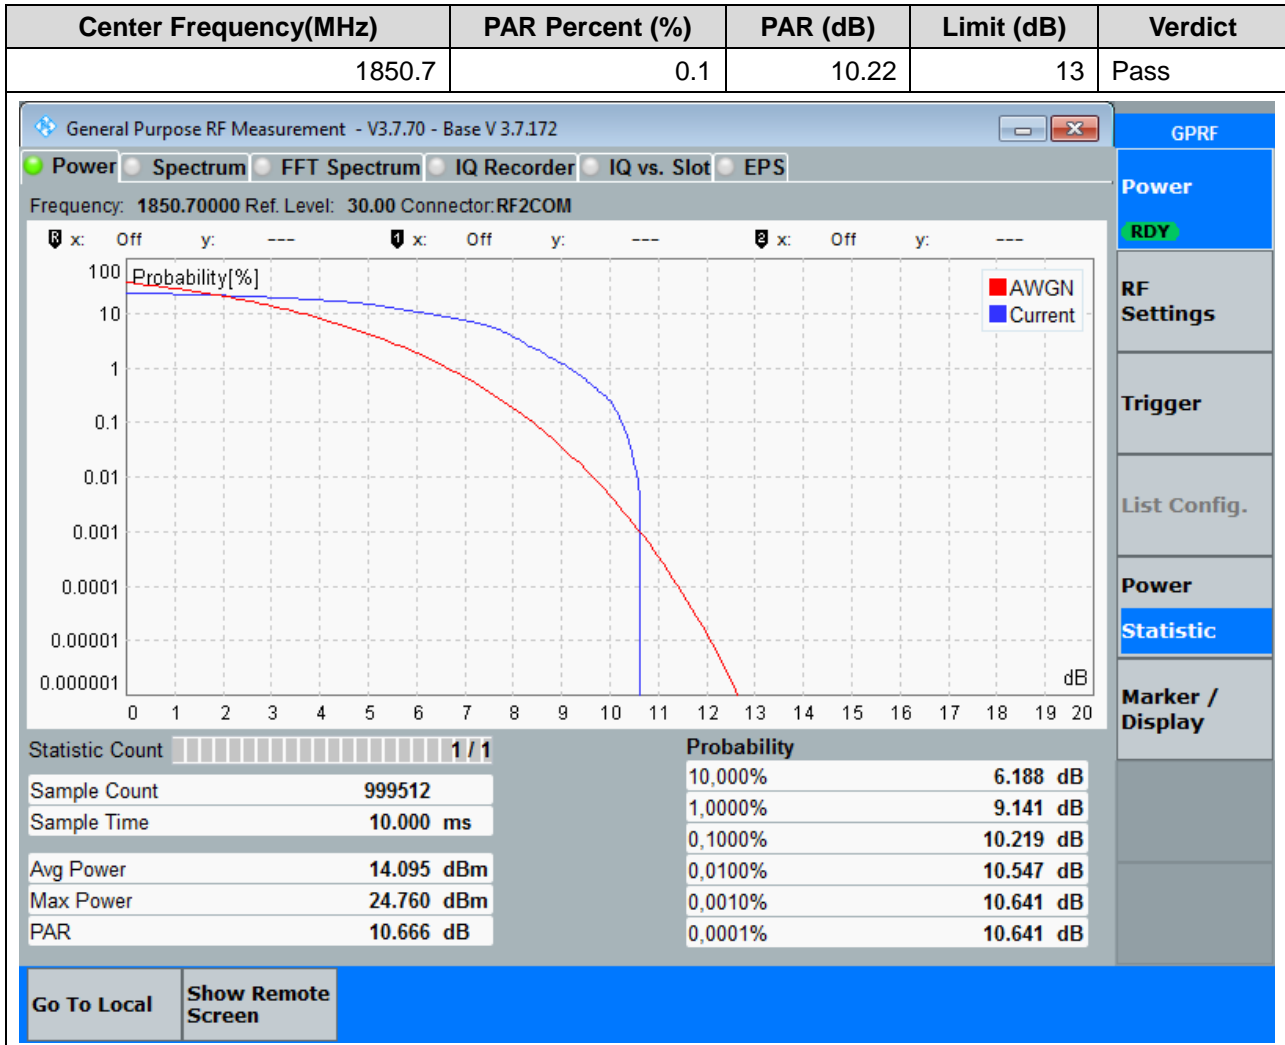 Center Frequency(MHz) PAR Percent (%) PAR (dB) Limit (dB) Verdict
1850.7 0.1 10.22 13 Pass
General Purpose RF Measurement - V3.7.70 - Base V 3.7.172
GPRF
Power Spectrum FFT Spectrum IQ Recorder IQ vs. Slot EPS
Power
RDY
Frequency: 1850.70000 Ref. Level: 30.00 Connector:RF2COM
R x: Off y: --- 1 x: Off y: --- 2 x: Off y: ---
Probability[%]
AWGN
Current
100
10
1
0.1
0.01
0.001
0.0001
0.00001
0.000001
dB
0 1 2 3 4 5 6 7 8 9 10 11 12 13 14 15 16 17 18 19 20
RF
Settings
Trigger
List Config.
Power
Statistic
Marker /
Display
Statistic Count 1 / 1
Sample Count 999512
Sample Time 10.000 ms
Avg Power 14.095 dBm
Max Power 24.760 dBm
PAR 10.666 dB
Probability
10,000% 6.188 dB
1,0000% 9.141 dB
0,1000% 10.219 dB
0,0100% 10.547 dB
0,0010% 10.641 dB
0,0001% 10.641 dB
Go To Local
Show Remote
Screen